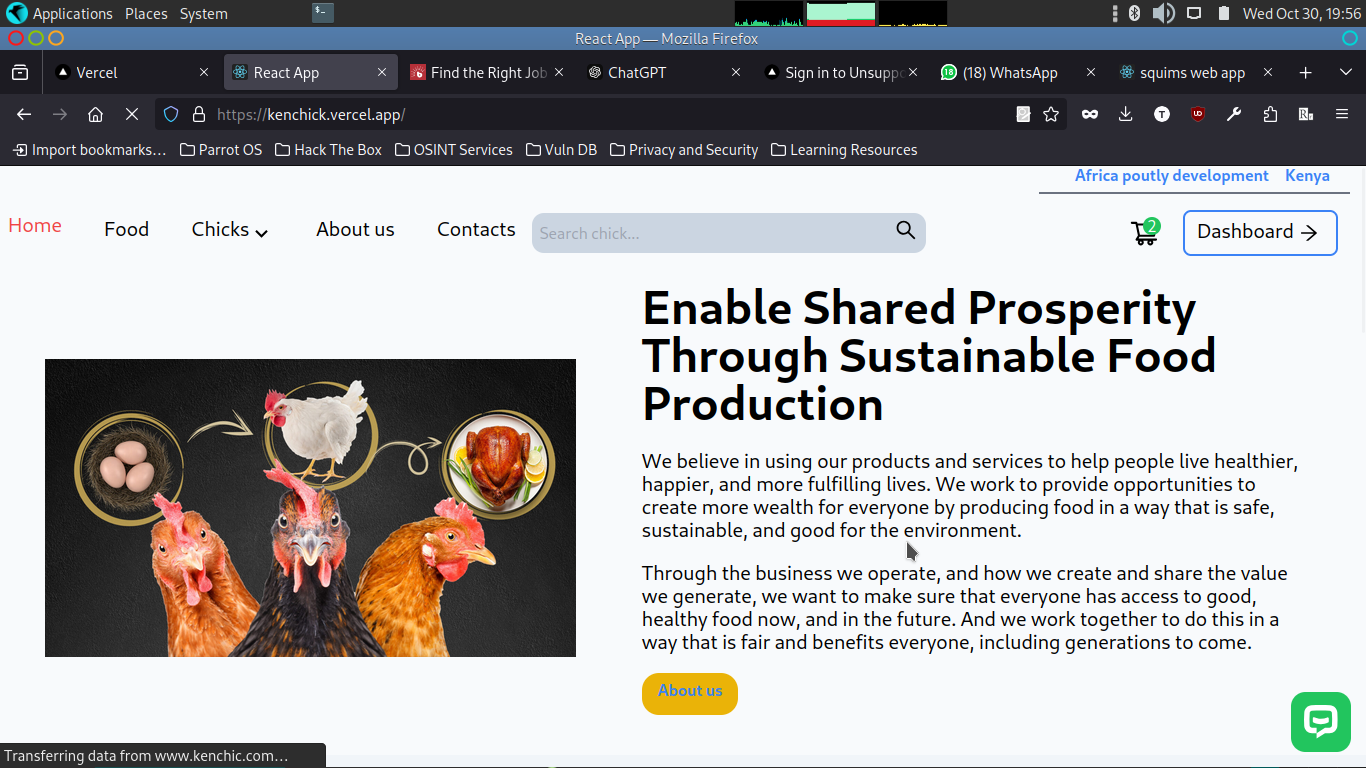 Applications Places System
Wed Oct 30, 19:56
React App — Mozilla Firefox
Vercel
React App
Find the Right Job
ChatGPT
Sign in to Unsuppo
(18) WhatsApp
squims web app
https://kenchick.vercel.app/
Import bookmarks…
Parrot OS
Hack The Box
OSINT Services
Vuln DB
Privacy and Security
Learning Resources
Africa poutly development Kenya
Home
Food
Chicks
About us
Contacts
Search chick...
2
Dashboard
Enable Shared Prosperity
Through Sustainable Food
Production
We believe in using our products and services to help people live healthier,
happier, and more fulfilling lives. We work to provide opportunities to
create more wealth for everyone by producing food in a way that is safe,
sustainable, and good for the environment.
Through the business we operate, and how we create and share the value
we generate, we want to make sure that everyone has access to good,
healthy food now, and in the future. And we work together to do this in a
way that is fair and benefits everyone, including generations to come.
About us
Transferring data from www.kenchic.com…